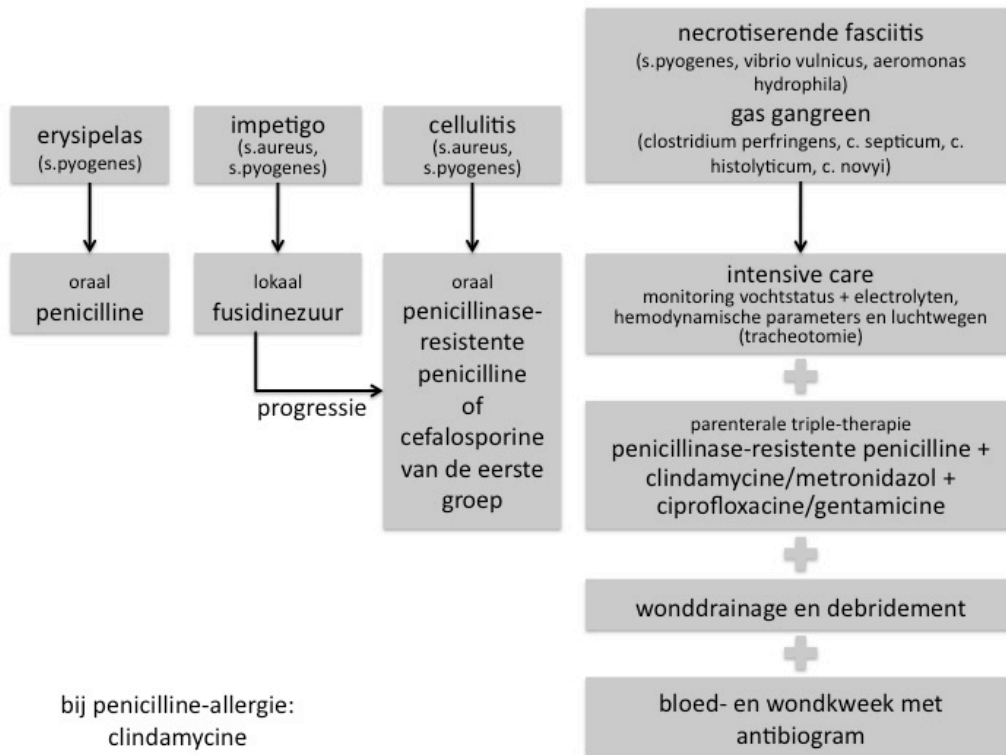 erysipelas
(s.pyogenes)
oraal
penicilline
impetigo
(s.aureus,
s.pyogenes)
lokaal
fusidinezuur
progressie
cellulitis
(s.aureus,
s.pyogenes)
oraal
penicillinase-
resistente
penicilline
of
cefalosporine
van de eerste
groep
necrotiserende fasciitis
(s.pyogenes, vibrio vulnicus, aeromonas
hydrophila)
gas gangreen
(clostridium perfringens, c. septicum, c.
histolyticum, c. novyi)
intensive care
monitoring vochtstatus + electrolyten,
hemodynamische parameters en luchtwegen
(tracheotomie)
parenterale triple-therapie
penicillinase-resistente penicilline +
clindamycine/metronidazol +
ciprofloxacine/gentamicine
wonddrainage en debridement
bloed- en wondkweek met
antibiogram
bij penicilline-allergie:
clindamycine